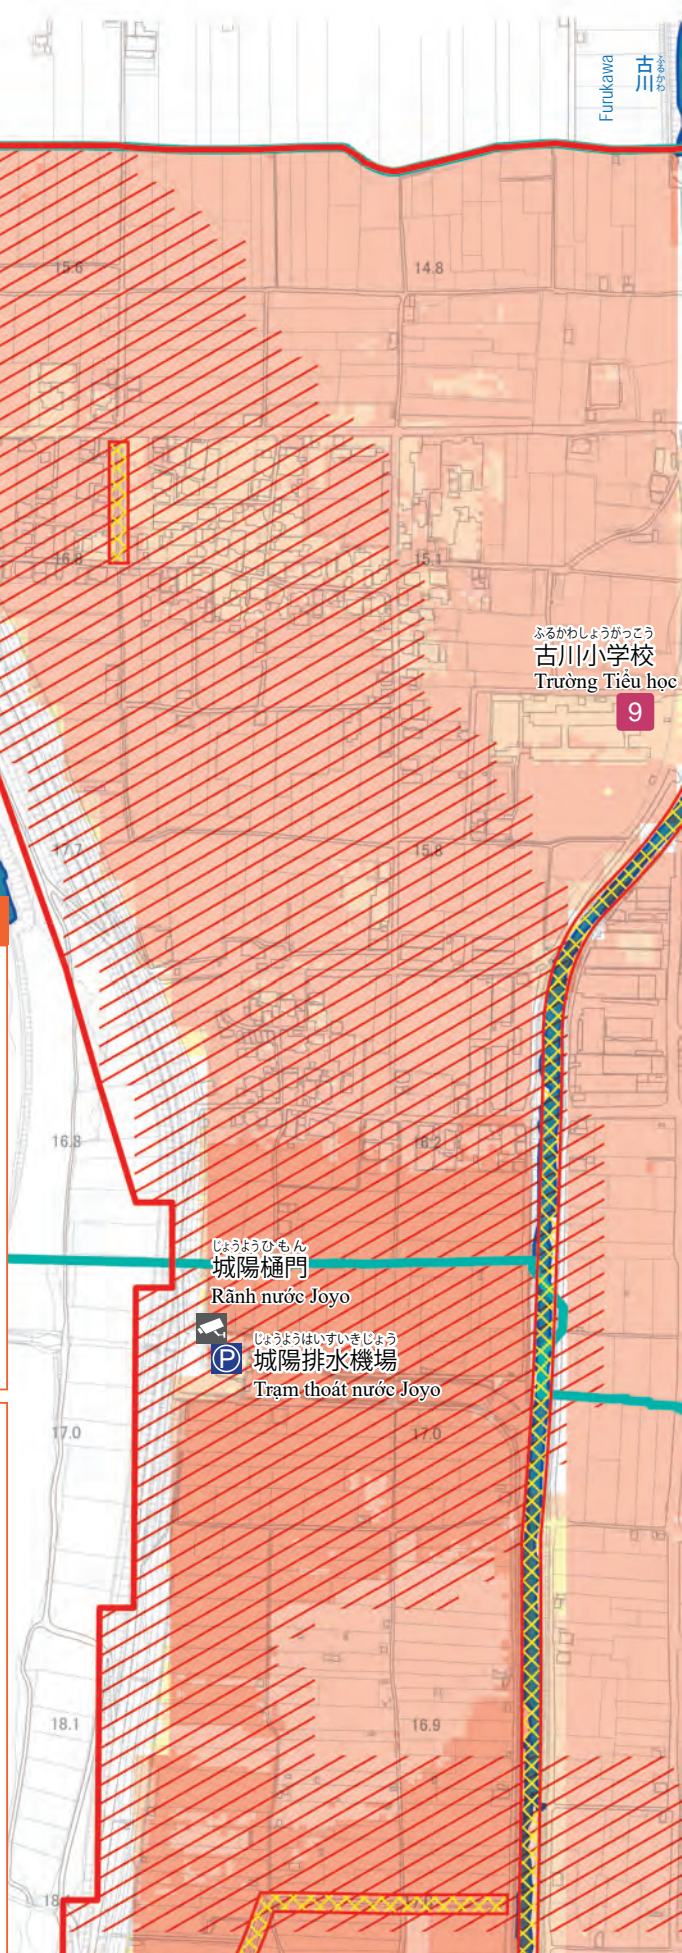 Furukawa
ふるかわ
古川
15.6
14.8
16.8
15.1
ふるかわしょうがっこう
古川小学校
Trường Tiểu học
9
17.7
15.8
16.8
16.2
じょうようひもん
城陽樋門
Rãnh nước Joyo
じょうようはいすいきじょう
P
城陽排水機場
Trạm thoát nước Joyo
17.0
17.0
18.1
16.9